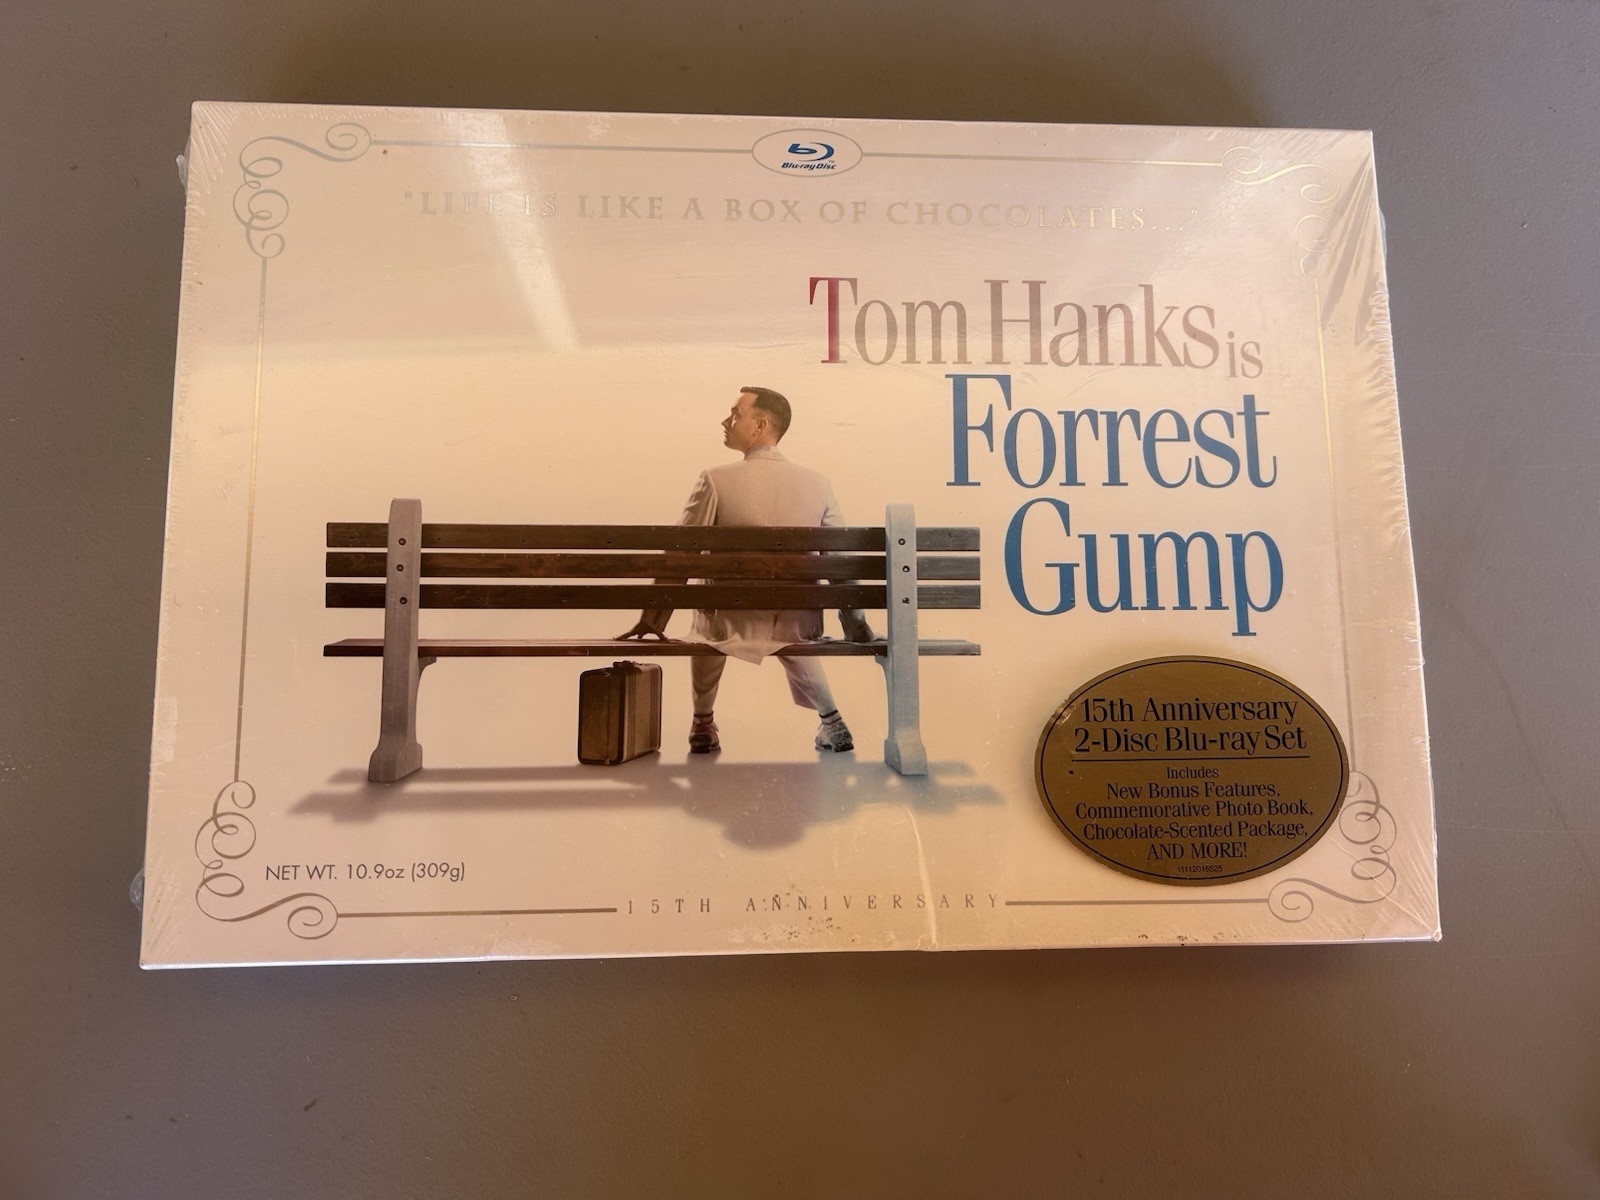 Blu-ray Disc™
"LIFE IS LIKE A BOX OF CHOCOLATES..."
Tom Hanks is
Forrest
Gump
15th Anniversary
2-Disc Blu-ray Set
Includes
New Bonus Features,
Commemorative Photo Book,
Chocolate-Scented Package,
AND MORE!
11112016525
NET WT. 10.9oz (309g)
15TH ANNIVERSARY